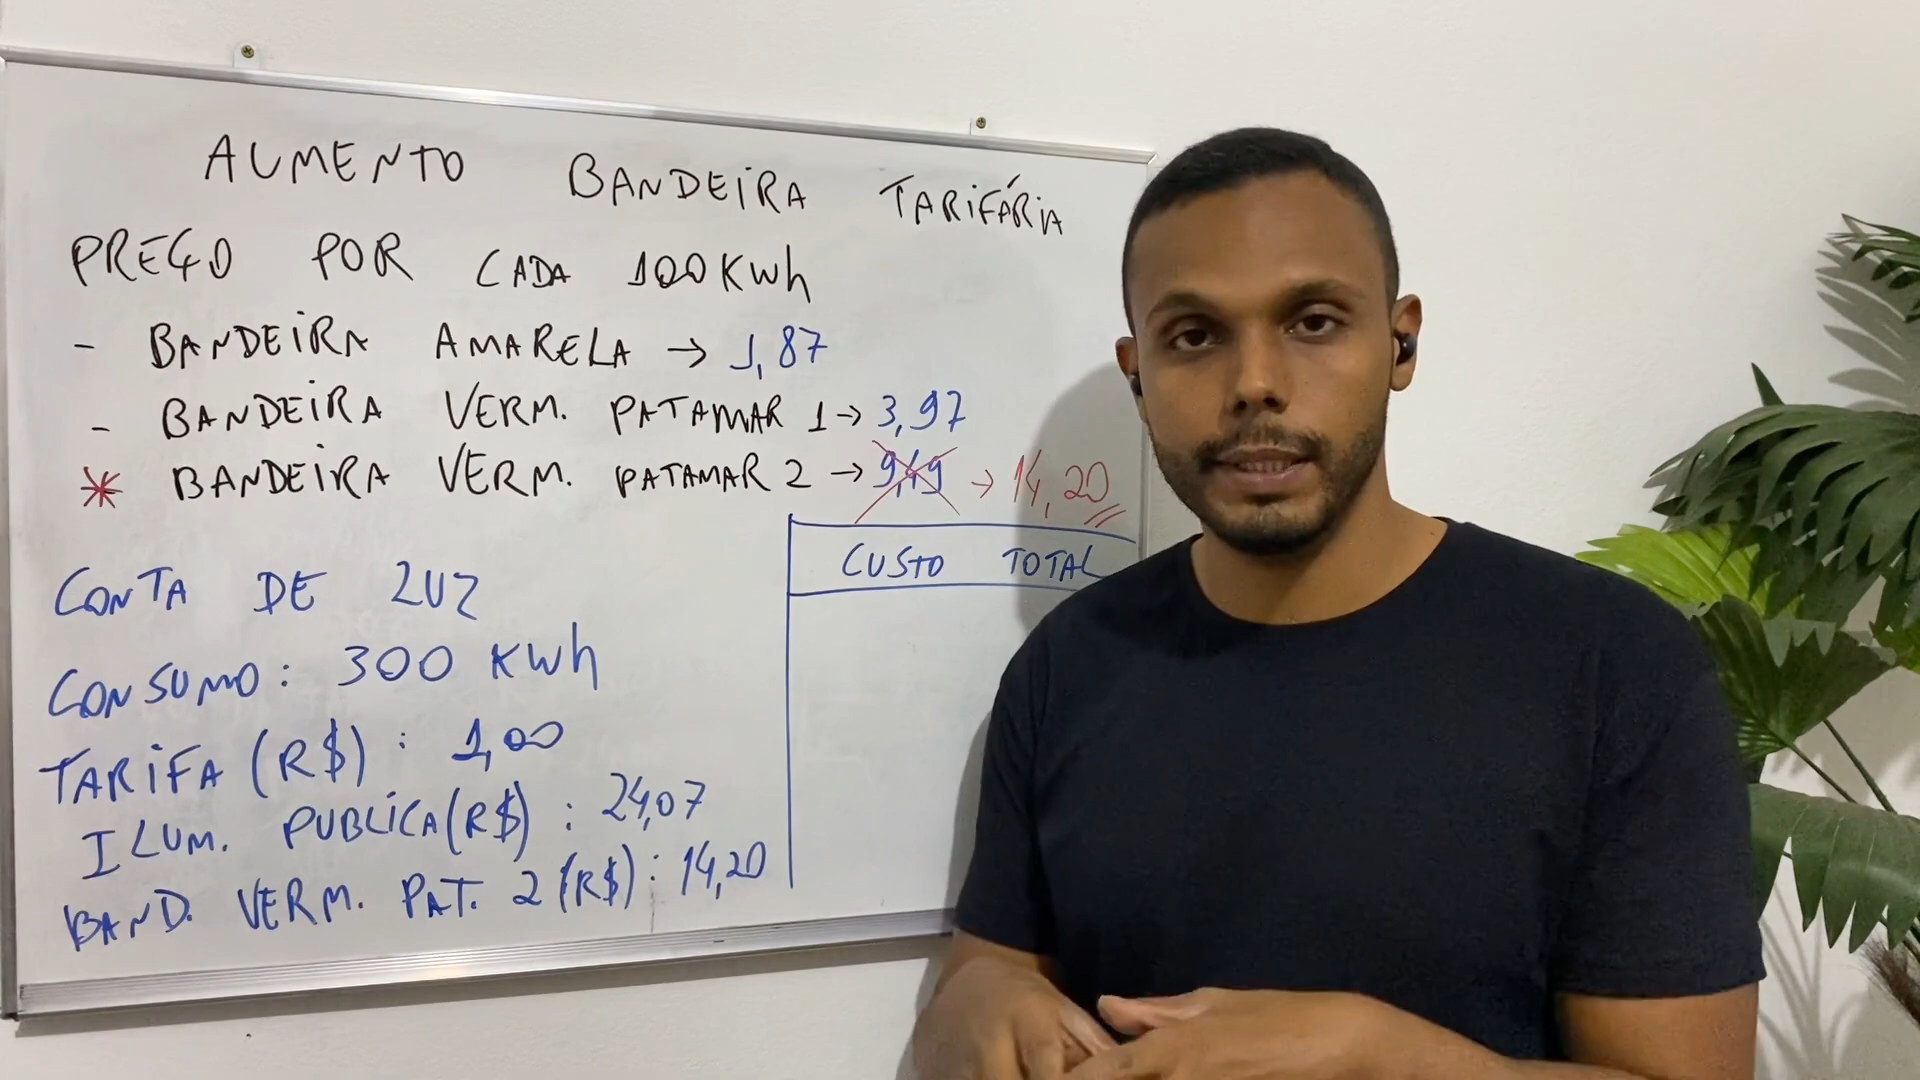 AUMENTO BANDEIRA TARIFÁRIA
PREÇO POR CADA 100 KWh
- BANDEIRA AMARELA → 1,87
- BANDEIRA VERM. PATAMAR 1 → 3,97
* BANDEIRA VERM. PATAMAR 2 → 9,49 → 14,20
CUSTO TOTAL
CONTA DE LUZ
CONSUMO: 300 KWh
TARIFA (R$): 1,00
ILUM. PUBLICA (R$): 24,07
BAND. VERM. PAT. 2 (R$): 14,20